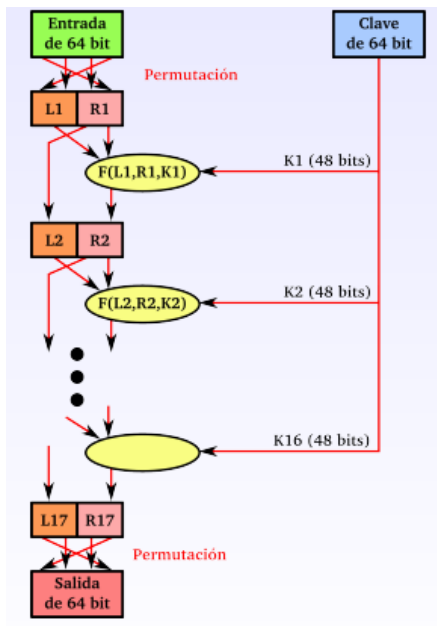 Entrada
de 64 bit
Clave
de 64 bit
Permutación
L1 R1
K1 (48 bits)
F(L1,R1,K1)
L2 R2
K2 (48 bits)
F(L2,R2,K2)
K16 (48 bits)
L17 R17
Permutación
Salida
de 64 bit